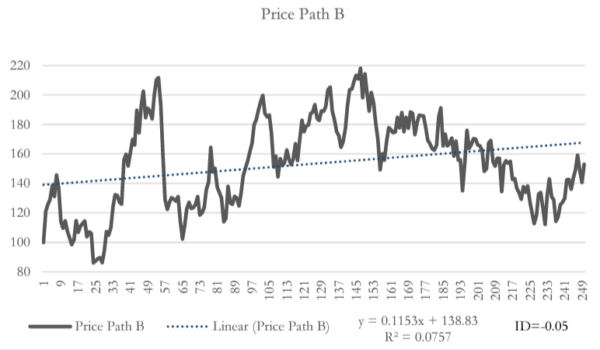 Price Path B
220
200
180
160
140
120
100
80
1 9 17 25 33 41 49 57 65 73 81 89 97 105 113 121 129 137 145 153 161 169 177 185 193 201 209 217 225 233 241 249
Price Path B Linear (Price Path B) y = 0.1153x + 138.83 ID=-0.05
R² = 0.0757